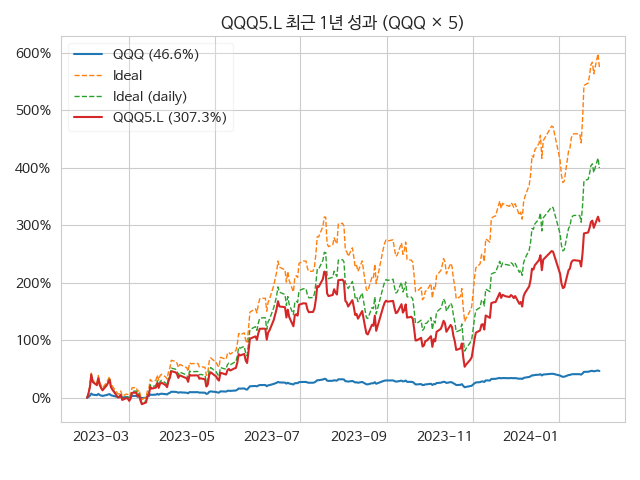 QQQ5.L 최근 1년 성과 (QQQ × 5)
QQQ (46.6%)
Ideal
Ideal (daily)
QQQ5.L (307.3%)
600%
500%
400%
300%
200%
100%
0%
2023-03 2023-05 2023-07 2023-09 2023-11 2024-01